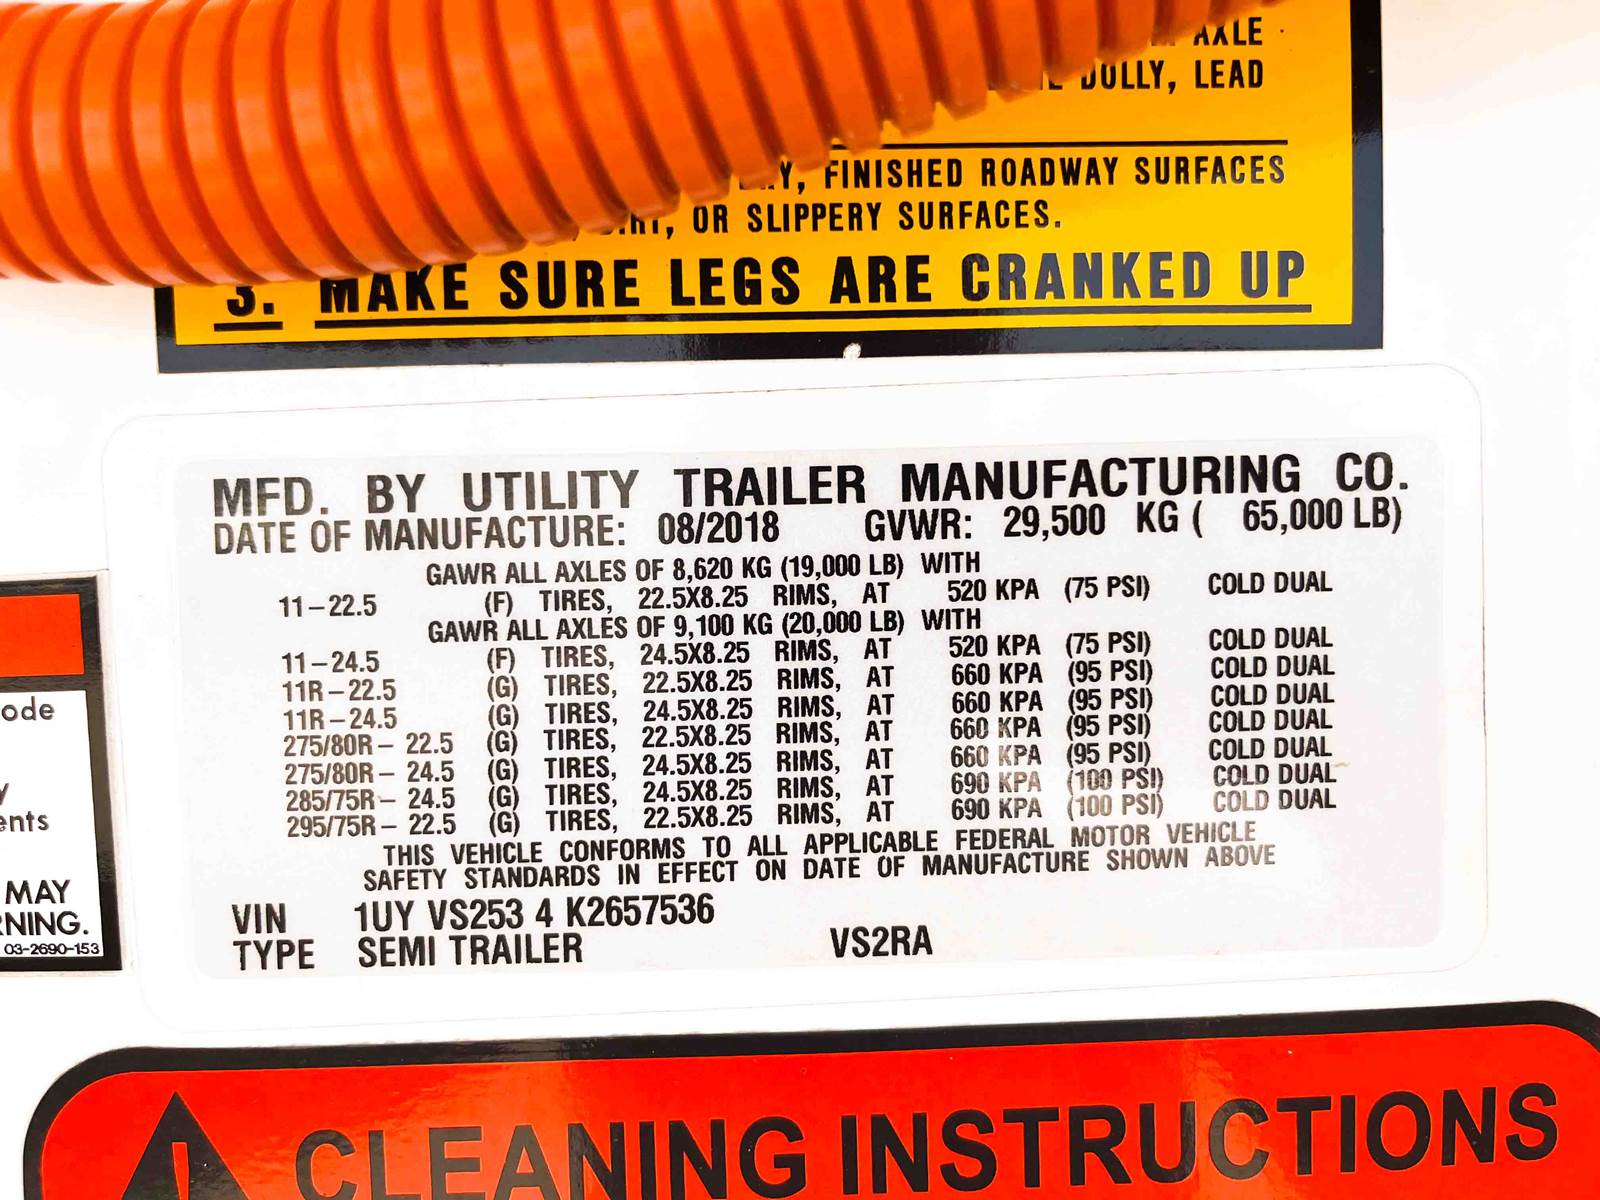 AXLE
DOLLY, LEAD
FINISHED ROADWAY SURFACES
OR SLIPPERY SURFACES.
3. MAKE SURE LEGS ARE CRANKED UP
MFD. BY UTILITY TRAILER MANUFACTURING CO.
DATE OF MANUFACTURE: 08/2018 GVWR: 29,500 KG ( 65,000 LB)
GAWR ALL AXLES OF 8,620 KG (19,000 LB) WITH
11-22.5 (F) TIRES, 22.5X8.25 RIMS, AT 520 KPA (75 PSI) COLD DUAL
GAWR ALL AXLES OF 9,100 KG (20,000 LB) WITH
11-24.5 (F) TIRES, 24.5X8.25 RIMS, AT 520 KPA (75 PSI) COLD DUAL
11R-22.5 (G) TIRES, 22.5X8.25 RIMS, AT 660 KPA (95 PSI) COLD DUAL
11R-24.5 (G) TIRES, 24.5X8.25 RIMS, AT 660 KPA (95 PSI) COLD DUAL
275/80R- 22.5 (G) TIRES, 22.5X8.25 RIMS, AT 660 KPA (95 PSI) COLD DUAL
275/80R- 24.5 (G) TIRES, 24.5X8.25 RIMS, AT 660 KPA (95 PSI) COLD DUAL
285/75R- 24.5 (G) TIRES, 24.5X8.25 RIMS, AT 690 KPA (100 PSI) COLD DUAL
295/75R- 22.5 (G) TIRES, 22.5X8.25 RIMS, AT 690 KPA (100 PSI) COLD DUAL
THIS VEHICLE CONFORMS TO ALL APPLICABLE FEDERAL MOTOR VEHICLE
SAFETY STANDARDS IN EFFECT ON DATE OF MANUFACTURE SHOWN ABOVE
VIN 1UY VS253 4 K2657536
TYPE SEMI TRAILER VS2RA
ode
y
ents
MAY
RNING.
03-2690-153
CLEANING INSTRUCTIONS